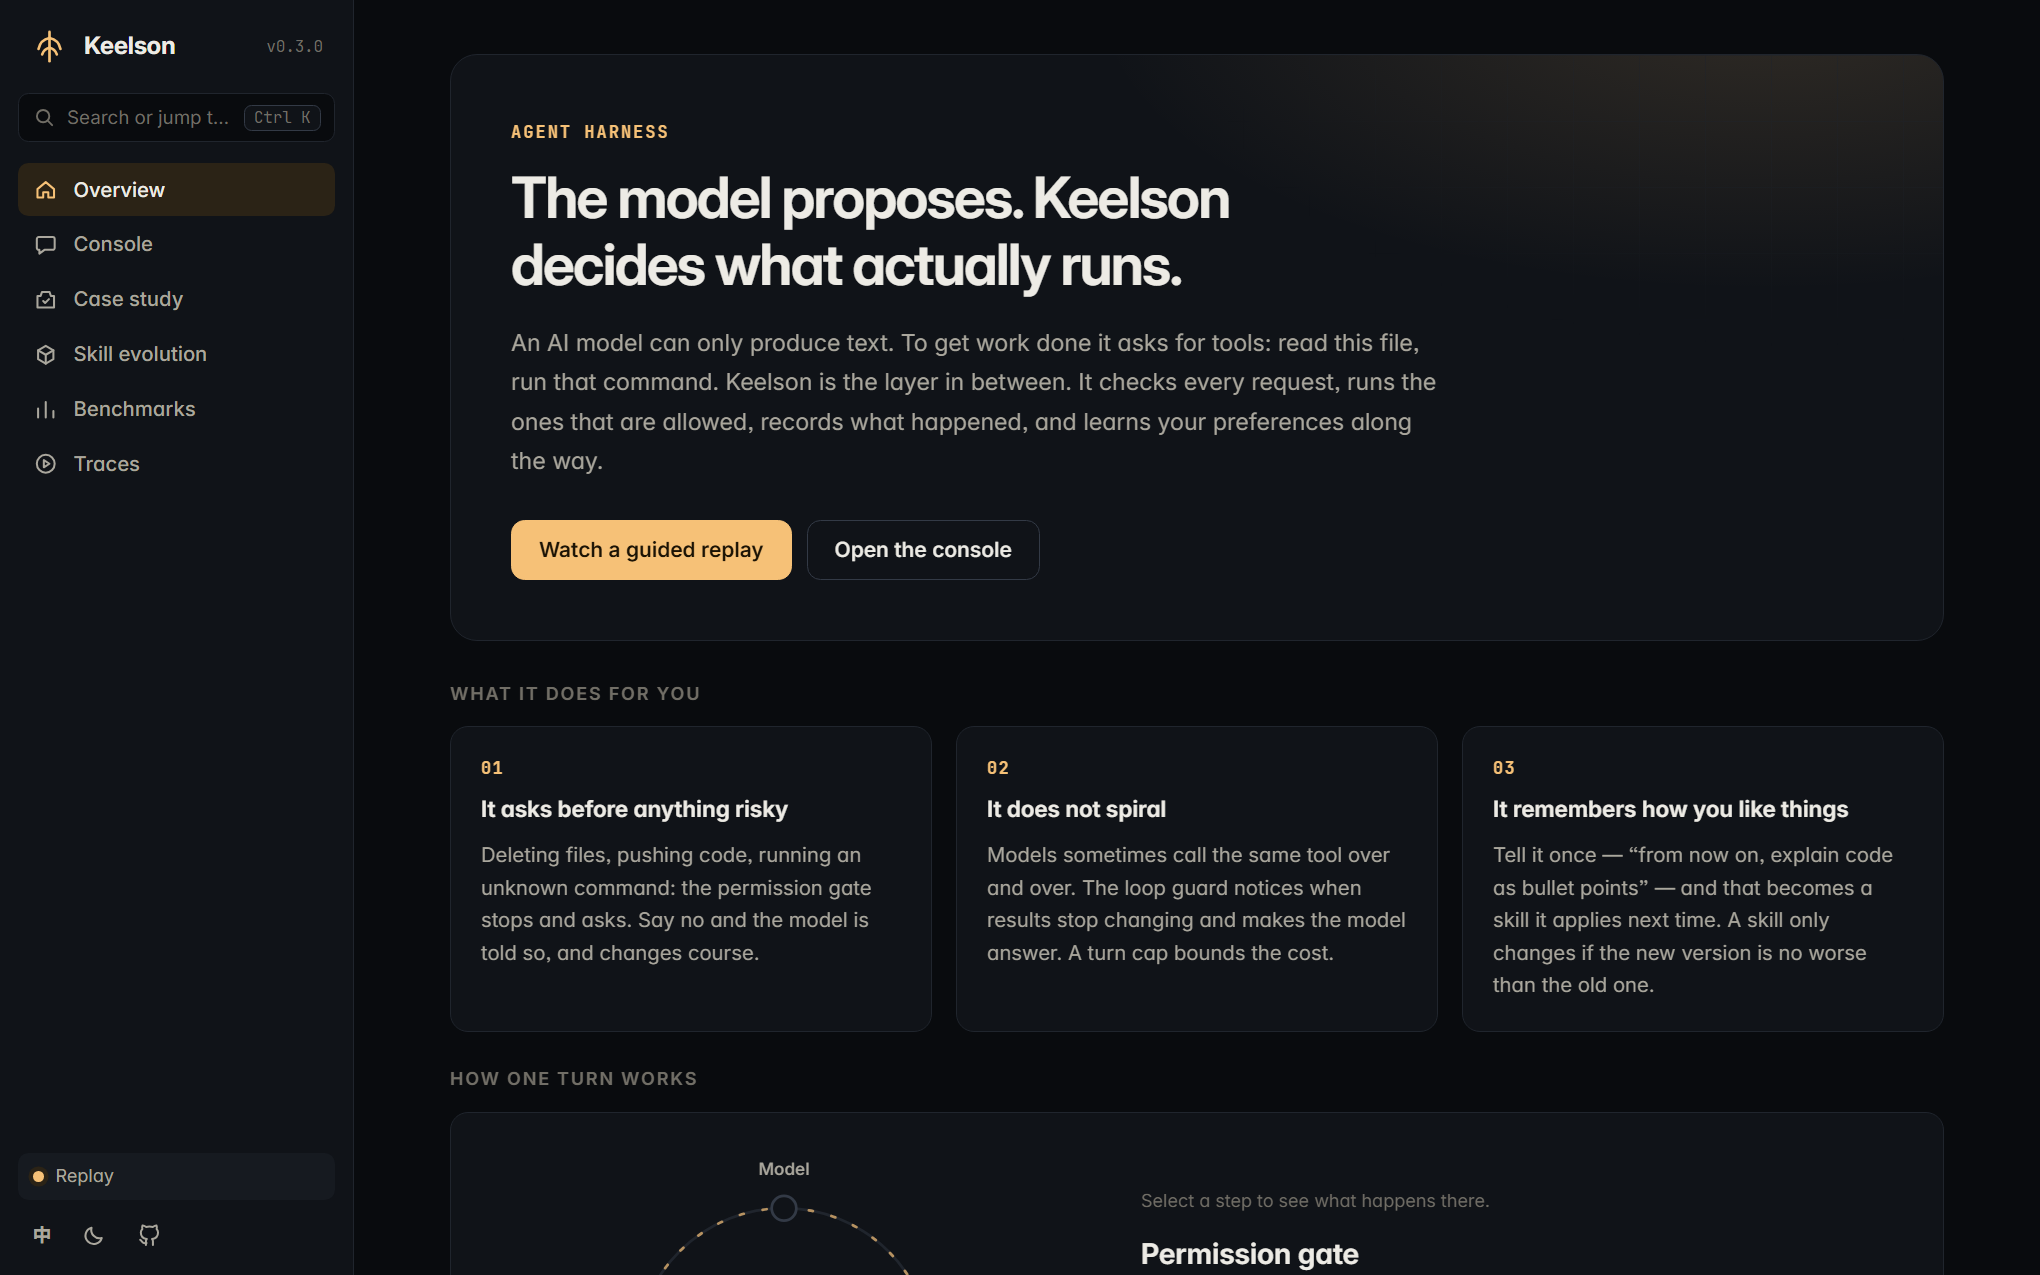 Keelson
v0.3.0
Search or jump t...
Ctrl K
Overview
Console
Case study
Skill evolution
Benchmarks
Traces
Replay
中
AGENT HARNESS
The model proposes. Keelson
decides what actually runs.
An AI model can only produce text. To get work done it asks for tools: read this file,
run that command. Keelson is the layer in between. It checks every request, runs the
ones that are allowed, records what happened, and learns your preferences along
the way.
Watch a guided replay
Open the console
WHAT IT DOES FOR YOU
01
It asks before anything risky
Deleting files, pushing code, running an
unknown command: the permission gate
stops and asks. Say no and the model is
told so, and changes course.
02
It does not spiral
Models sometimes call the same tool over
and over. The loop guard notices when
results stop changing and makes the model
answer. A turn cap bounds the cost.
03
It remembers how you like things
Tell it once — “from now on, explain code
as bullet points” — and that becomes a
skill it applies next time. A skill only
changes if the new version is no worse
than the old one.
HOW ONE TURN WORKS
Model
Select a step to see what happens there.
Permission gate